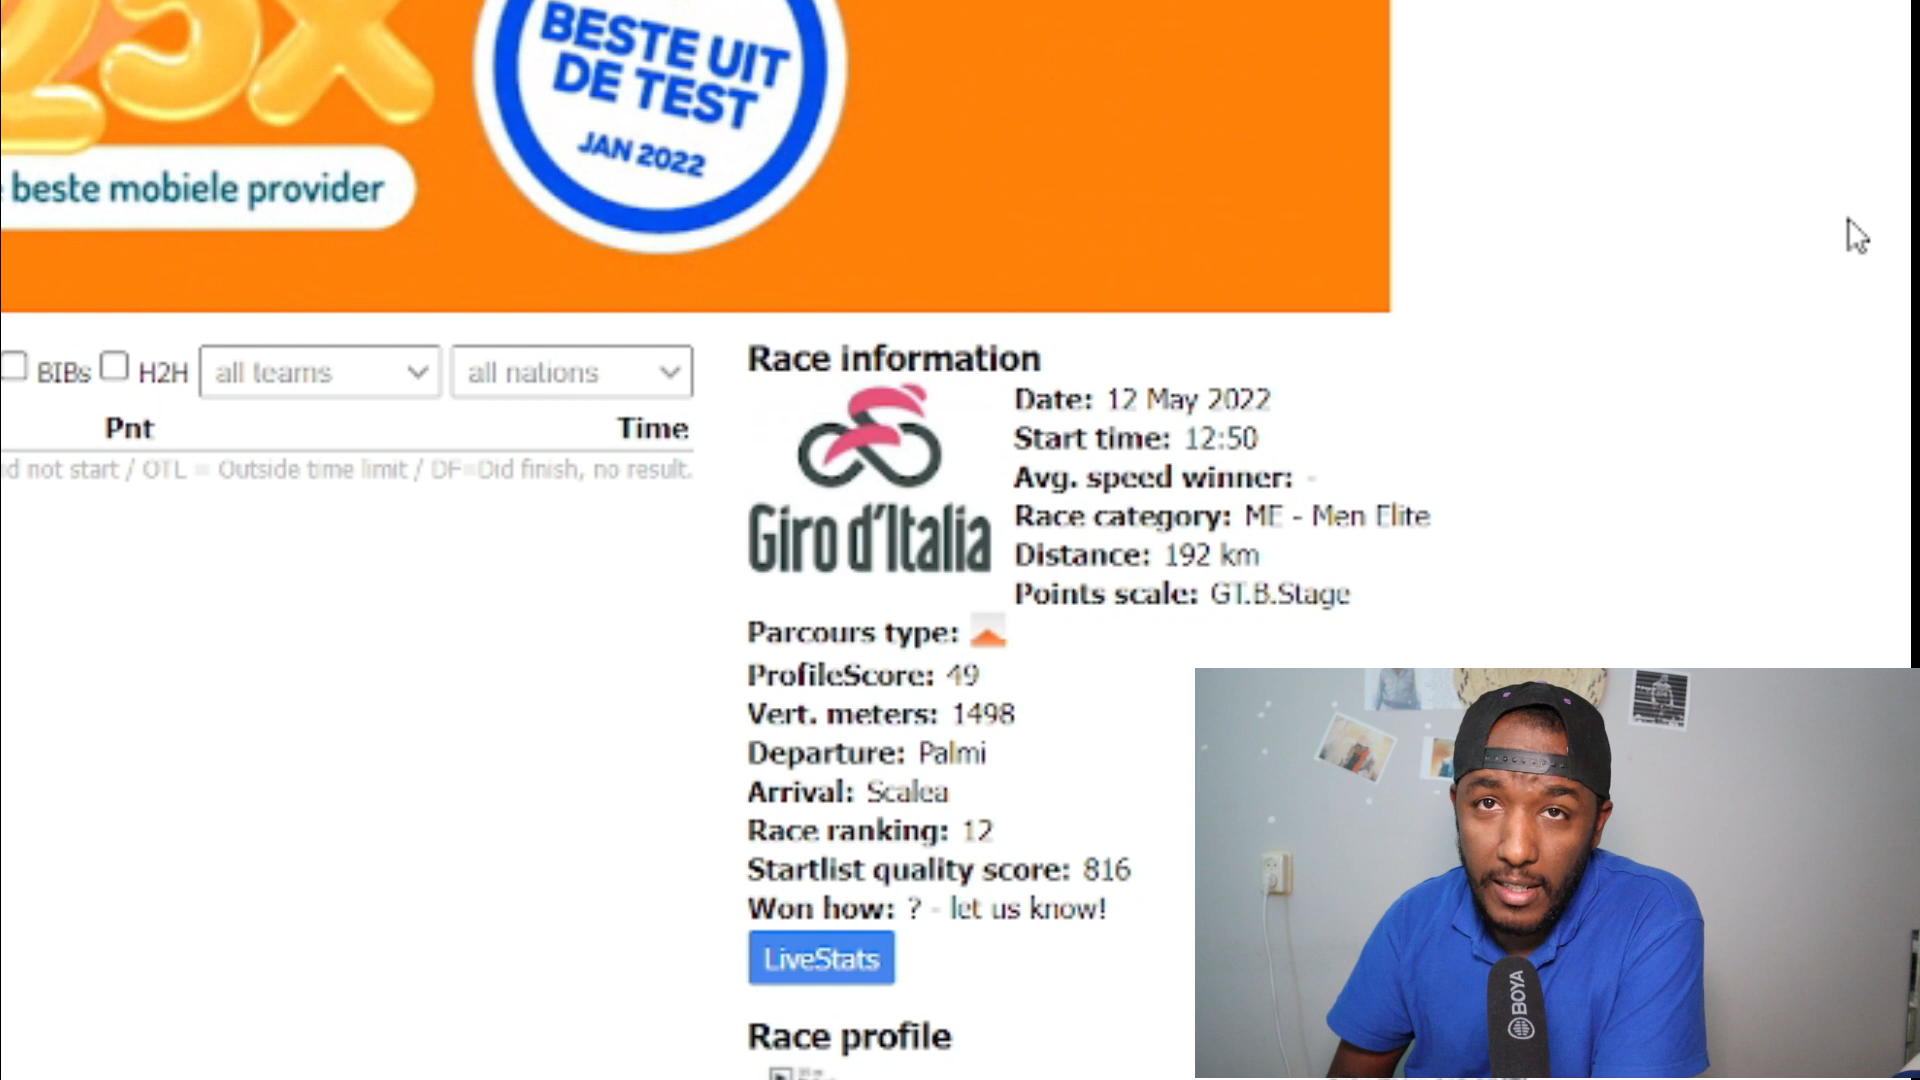 25X
BESTE UIT
DE TEST
JAN 2022
beste mobiele provider
BIBs H2H all teams all nations
Pnt Time
d not start / OTL = Outside time limit / DF=Did finish, no result.
Race information
Giro d'Italia
Date: 12 May 2022
Start time: 12:50
Avg. speed winner: -
Race category: ME - Men Elite
Distance: 192 km
Points scale: GT.B.Stage
Parcours type:
ProfileScore: 49
Vert. meters: 1498
Departure: Palmi
Arrival: Scalea
Race ranking: 12
Startlist quality score: 816
Won how: ? - let us know!
LiveStats
Race profile
BOYA